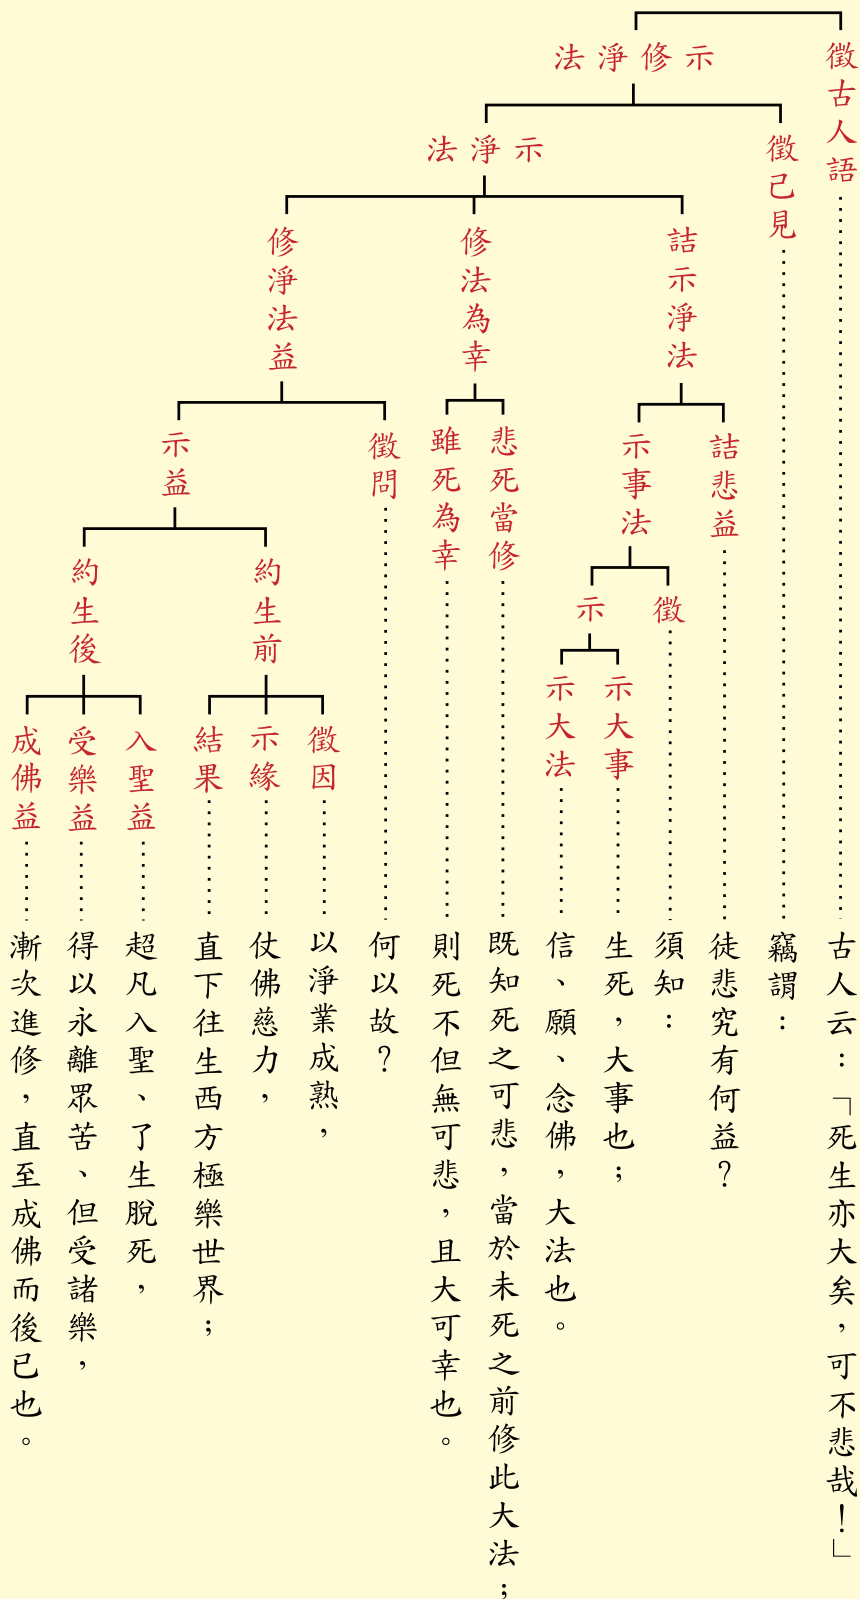 徵古人語
古人云：「死生亦大矣，可不悲哉！」
示修淨法
徵己見
竊謂：
示淨法
詰示淨法
詰悲益
徒悲究有何益？
示事法
徵
須知：
示
示大事
生死，大事也；
示大法
信、願、念佛，大法也。
修法為幸
悲死當修
既知死之可悲，當於未死之前修此大法；
雖死為幸
則死不但無可悲，且大可幸也。
修淨法益
徵問
何以故？
示益
約生前
徵因
以淨業成熟，
示緣
仗佛慈力，
結果
直下往生西方極樂世界；
約生後
入聖益
超凡入聖、了生脫死，
受樂益
得以永離眾苦、但受諸樂，
成佛益
漸次進修，直至成佛而後已也。